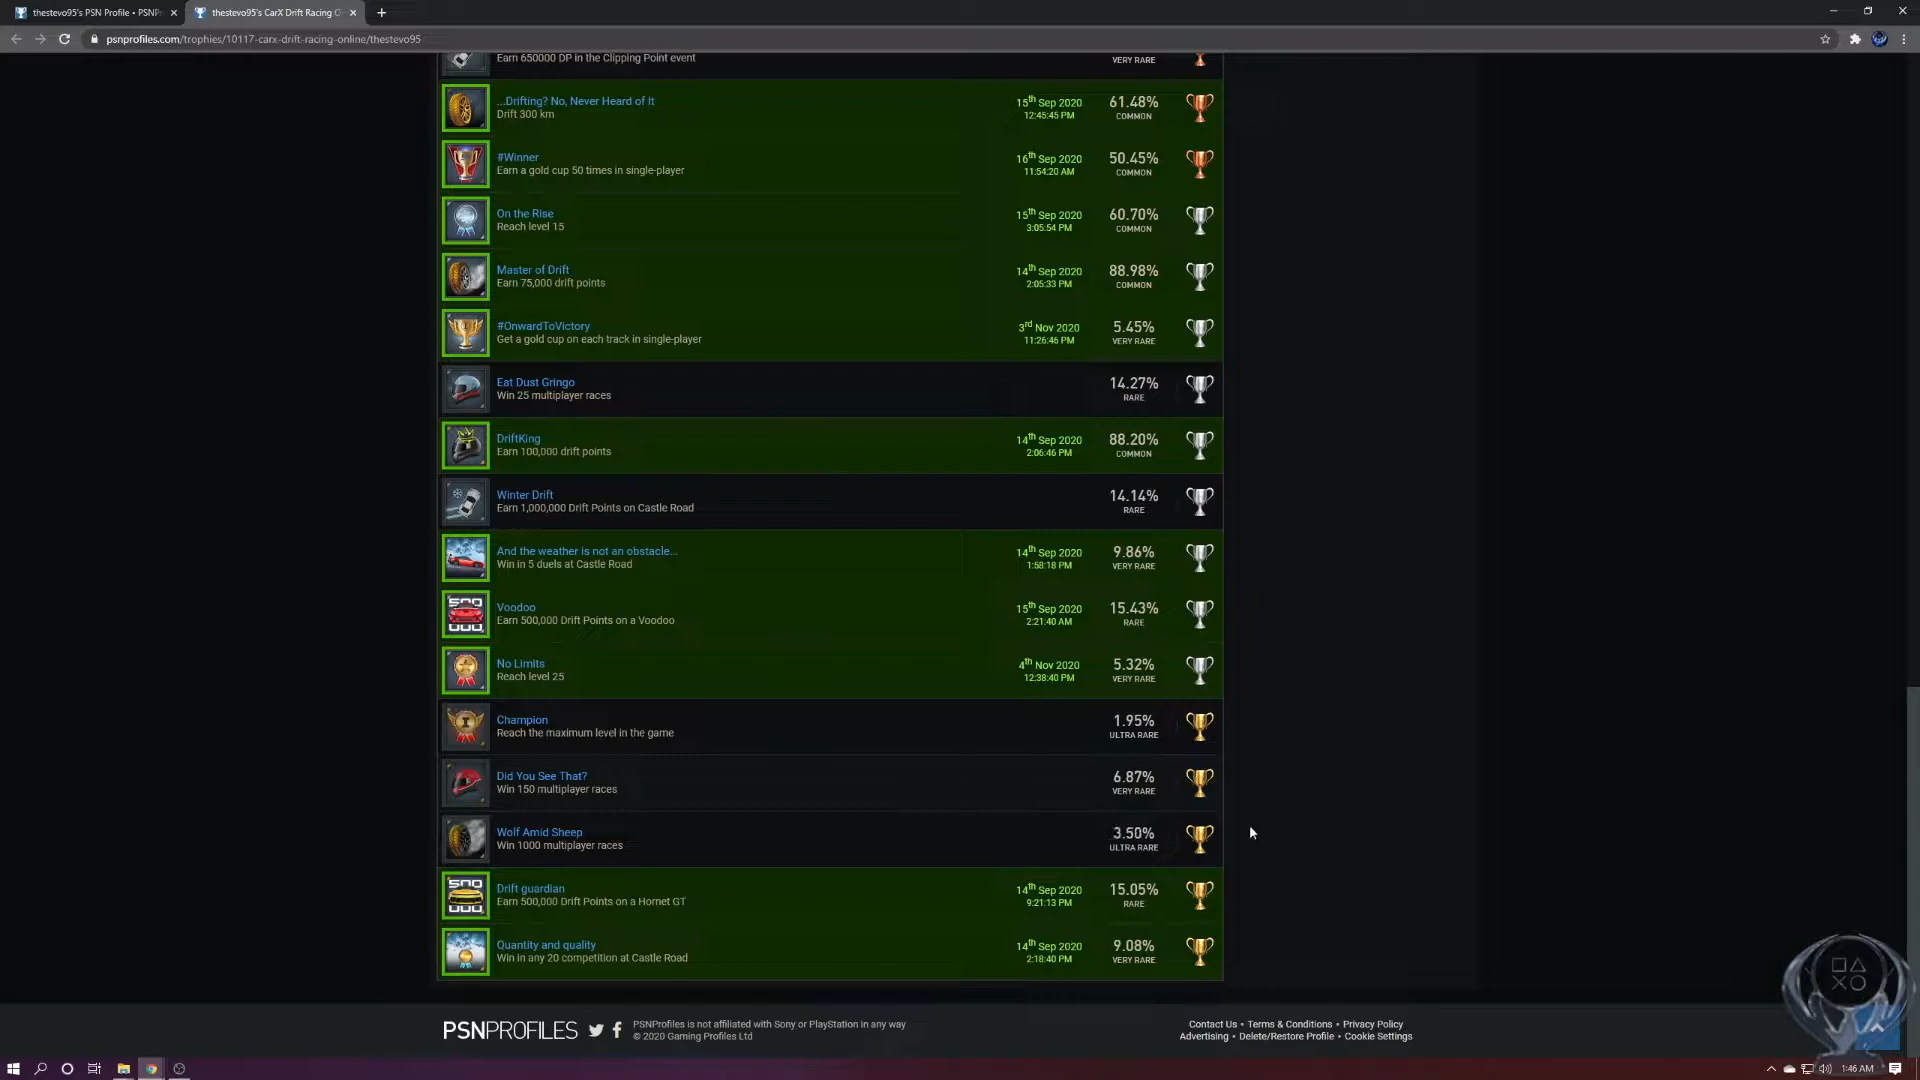 thestevo95's PSN Profile • PSNP
thestevo95's CarX Drift Racing O
psnprofiles.com/trophies/10117-carx-drift-racing-online/thestevo95
Earn 650000 DP in the Clipping Point event
VERY RARE
...Drifting? No, Never Heard of It
Drift 300 km
15th Sep 2020
12:45:45 PM
61.48%
COMMON
#Winner
Earn a gold cup 50 times in single-player
16th Sep 2020
11:54:20 AM
50.45%
COMMON
On the Rise
Reach level 15
15th Sep 2020
3:05:54 PM
60.70%
COMMON
Master of Drift
Earn 75,000 drift points
14th Sep 2020
2:05:33 PM
88.98%
COMMON
#OnwardToVictory
Get a gold cup on each track in single-player
3rd Nov 2020
11:26:46 PM
5.45%
VERY RARE
Eat Dust Gringo
Win 25 multiplayer races
14.27%
RARE
DriftKing
Earn 100,000 drift points
14th Sep 2020
2:06:46 PM
88.20%
COMMON
Winter Drift
Earn 1,000,000 Drift Points on Castle Road
14.14%
RARE
And the weather is not an obstacle...
Win in 5 duels at Castle Road
14th Sep 2020
1:58:18 PM
9.86%
VERY RARE
500
000
Voodoo
Earn 500,000 Drift Points on a Voodoo
15th Sep 2020
2:21:40 AM
15.43%
RARE
No Limits
Reach level 25
4th Nov 2020
12:38:40 PM
5.32%
VERY RARE
Champion
Reach the maximum level in the game
1.95%
ULTRA RARE
Did You See That?
Win 150 multiplayer races
6.87%
VERY RARE
Wolf Amid Sheep
Win 1000 multiplayer races
3.50%
ULTRA RARE
500
000
Drift guardian
Earn 500,000 Drift Points on a Hornet GT
14th Sep 2020
9:21:13 PM
15.05%
RARE
Quantity and quality
Win in any 20 competition at Castle Road
14th Sep 2020
2:18:40 PM
9.08%
VERY RARE
PSNPROFILES
PSNProfiles is not affiliated with Sony or PlayStation in any way
© 2020 Gaming Profiles Ltd
Contact Us • Terms & Conditions • Privacy Policy
Advertising • Delete/Restore Profile • Cookie Settings
1:46 AM